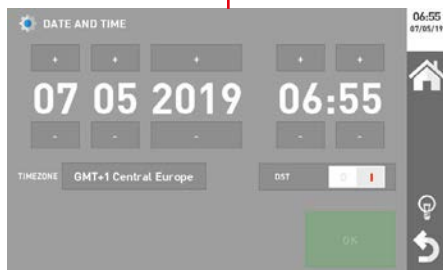 DATE AND TIME
06:55
07/05/19
+ + + + +
07 05 2019 06:55
- - - - -
TIMEZONE GMT+1 Central Europe DST O I
OK